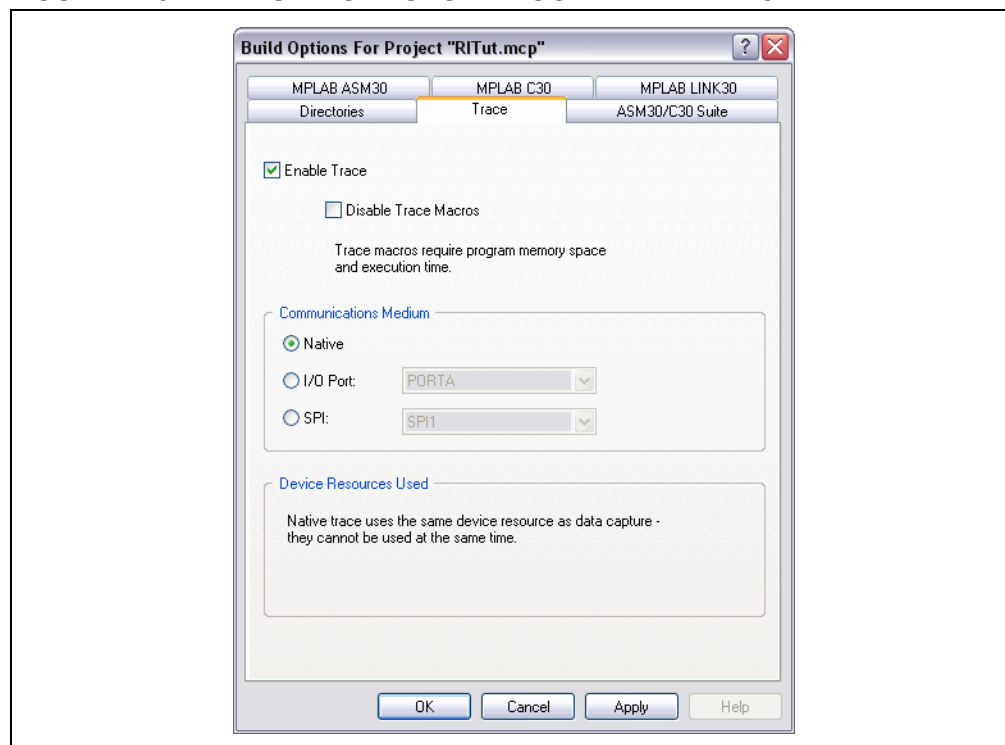 Build Options For Project "RITut.mcp"
MPLAB ASM30 MPLAB C30 MPLAB LINK30
Directories Trace ASM30/C30 Suite
Enable Trace
Disable Trace Macros
Trace macros require program memory space
and execution time.
Communications Medium
Native
I/O Port: PORTA
SPI: SPI1
Device Resources Used
Native trace uses the same device resource as data capture -
they cannot be used at the same time.
OK Cancel Apply Help